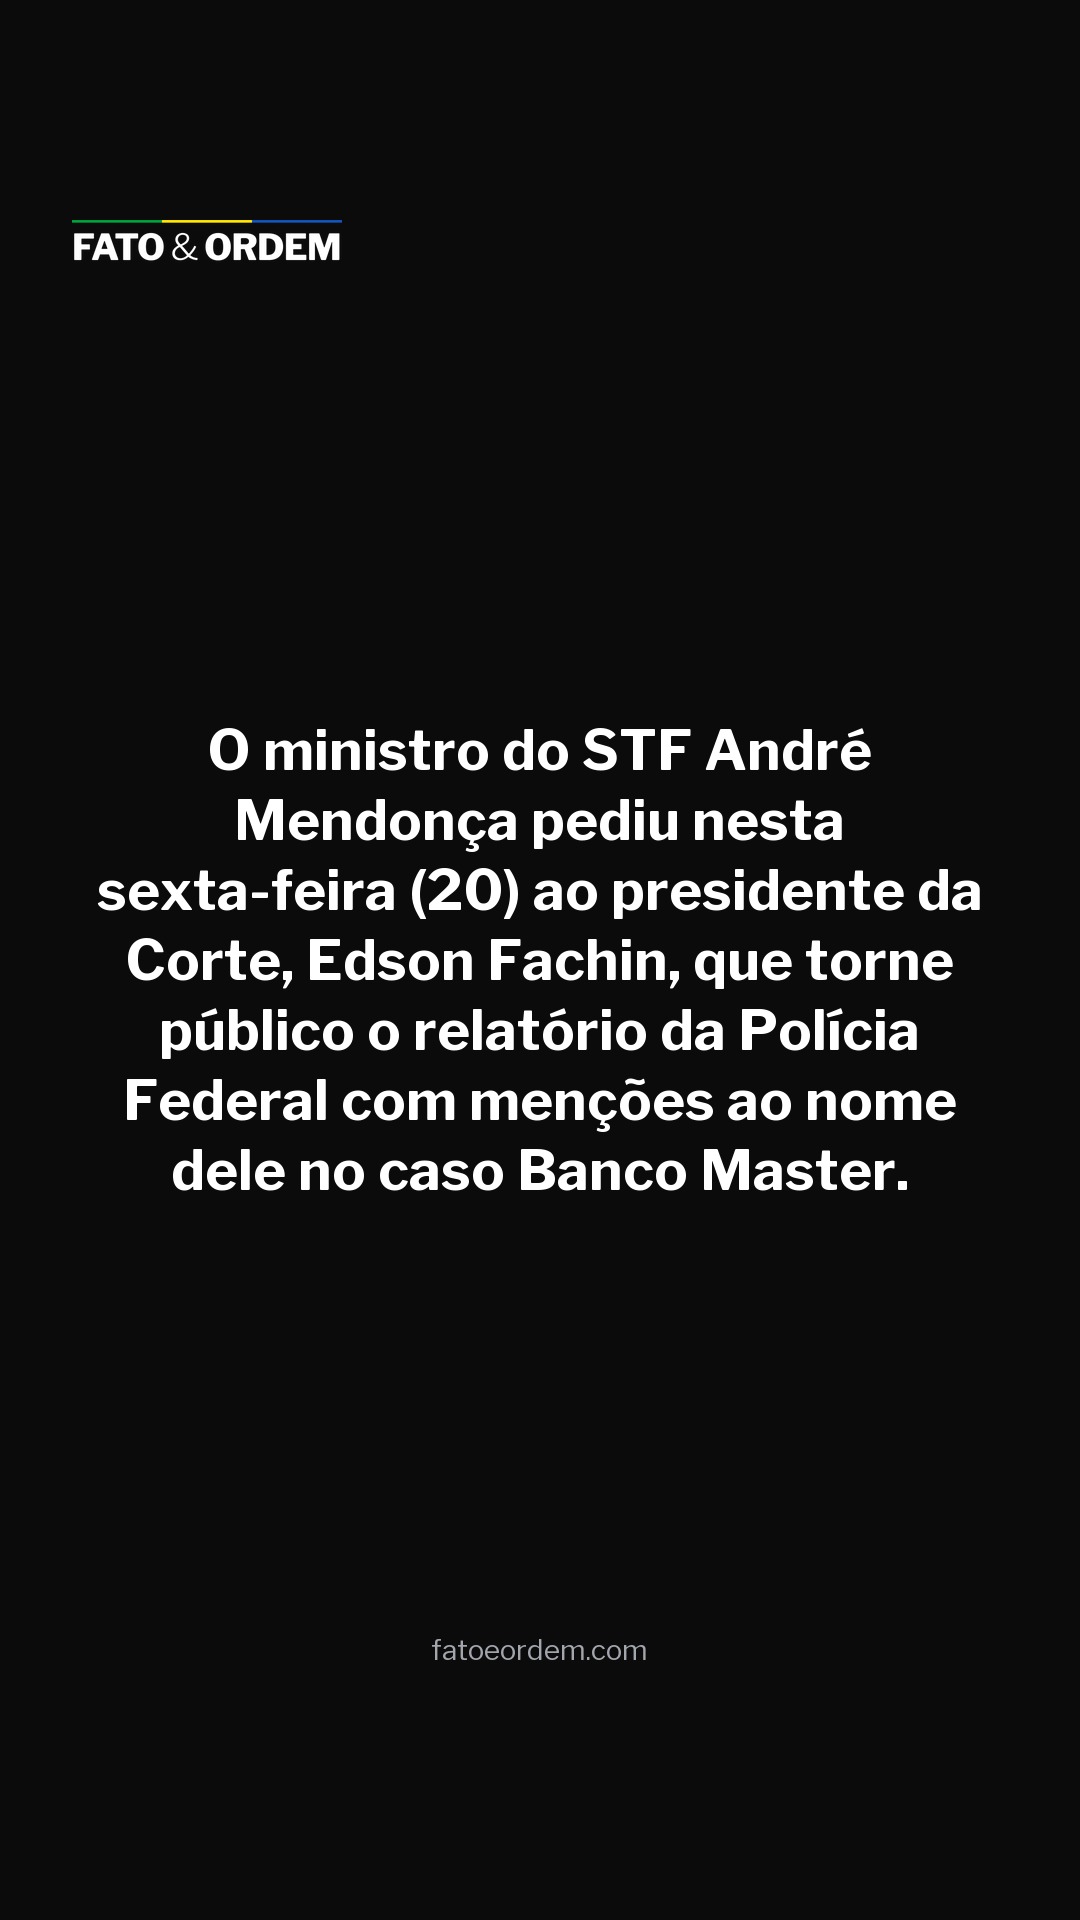 FATO & ORDEM
O ministro do STF André
Mendonça pediu nesta
sexta-feira (20) ao presidente da
Corte, Edson Fachin, que torne
público o relatório da Polícia
Federal com menções ao nome
dele no caso Banco Master.
fatoeordem.com